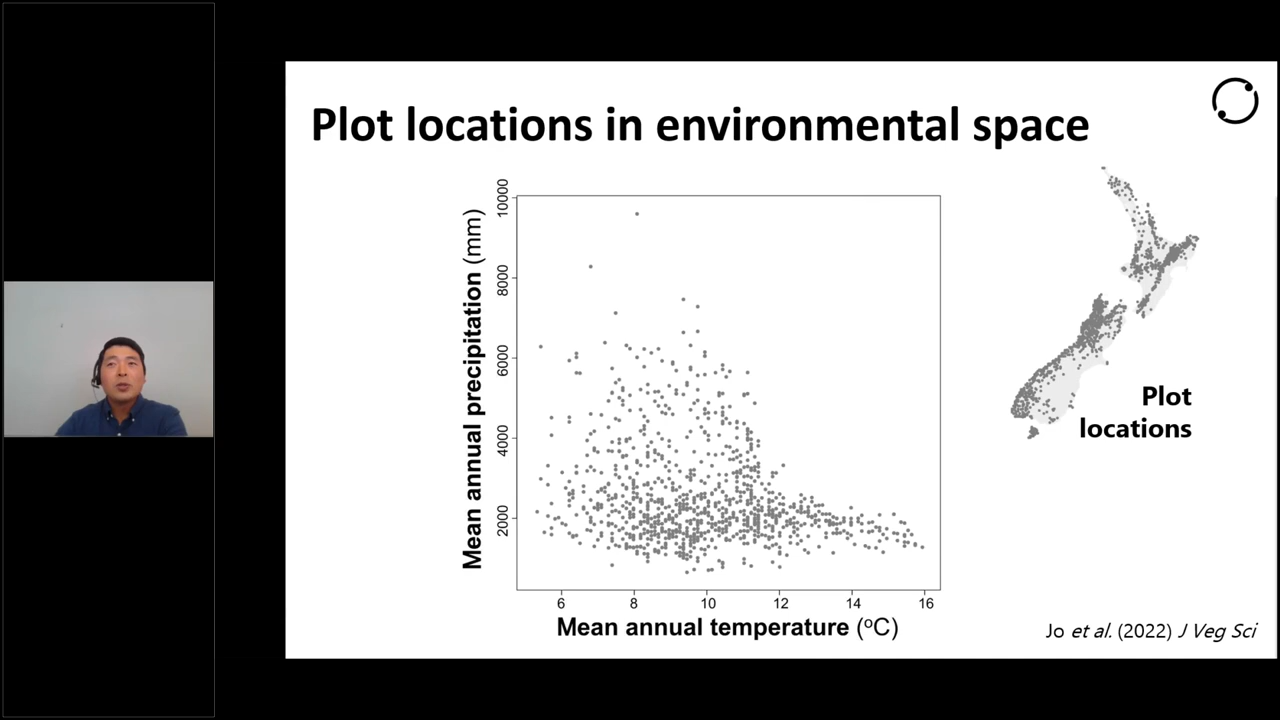 Plot locations in environmental space
Mean annual precipitation (mm)
10000
8000
6000
4000
2000
6 8 10 12 14 16
Mean annual temperature (°C)
Plot
locations
Jo et al. (2022) J Veg Sci